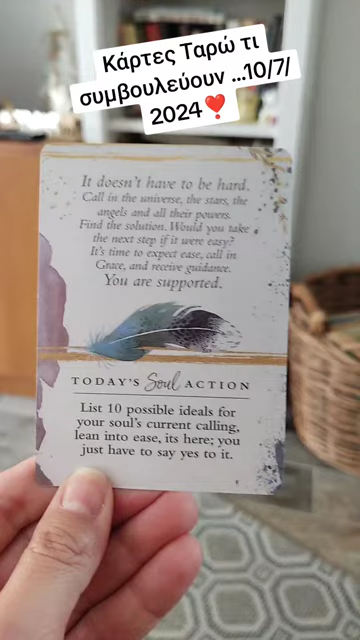 Κάρτες Ταρώ τι
συμβουλεύουν ...10/7/
2024❣️
It doesn't have to be hard.
Call in the universe, the stars, the
angels and all their powers.
Find the solution. Would you take
the next step if it were easy?
It's time to expect ease, call in
Grace, and receive guidance.
You are supported.
TODAY'S Soul ACTION
List 10 possible ideals for
your soul's current calling,
lean into ease, its here; you
just have to say yes to it.